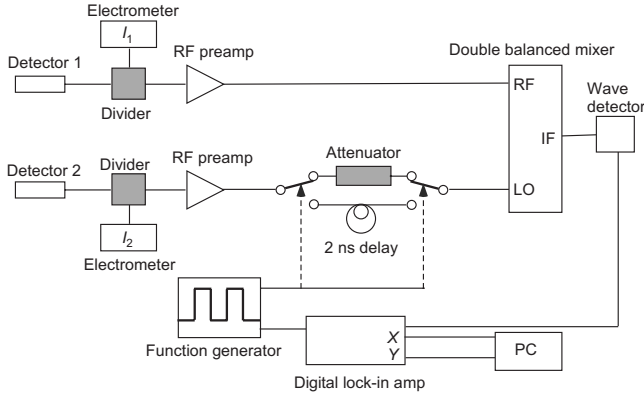 Electrometer
I1
Detector 1
RF preamp
Divider
Double balanced mixer
RF
IF
LO
Wave
detector
Detector 2
Divider
RF preamp
Attenuator
I2
Electrometer
2 ns delay
Function generator
X
Y
PC
Digital lock-in amp